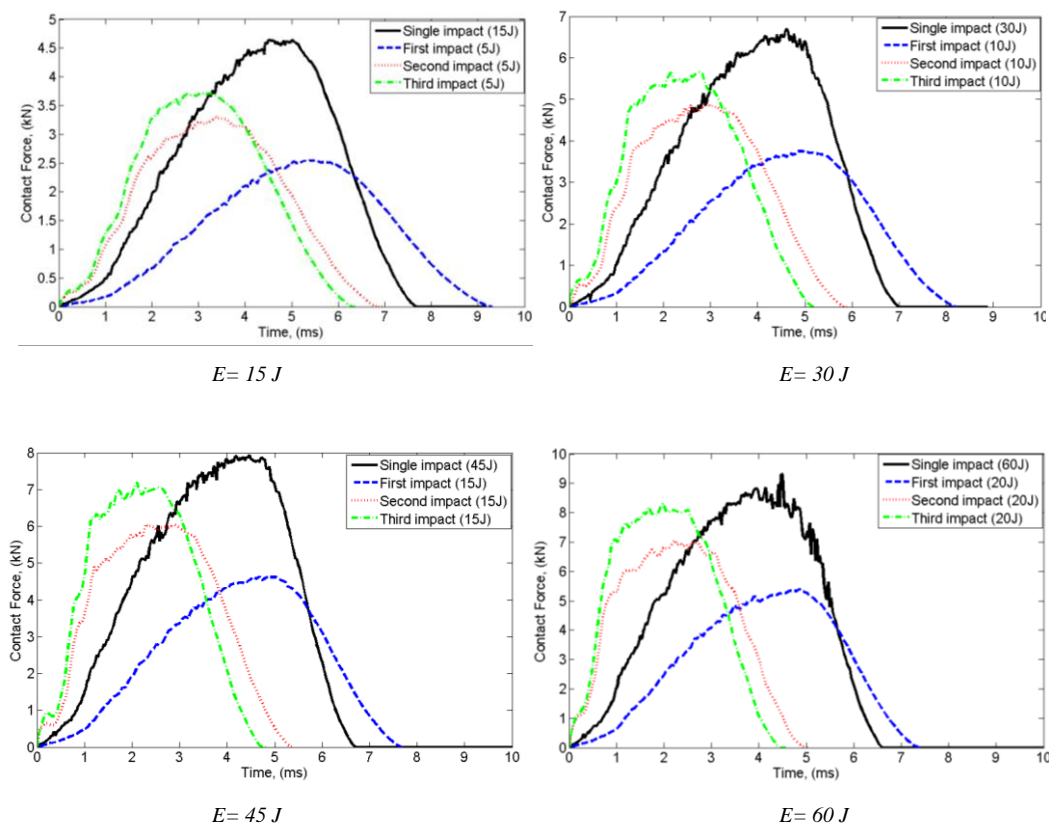 5
4.5
4
3.5
3
2.5
2
1.5
1
0.5
0
Contact Force, (kN)
Single impact (15J)
First impact (5J)
Second impact (5J)
Third impact (5J)
0 1 2 3 4 5 6 7 8 9 10
Time, (ms)
E= 15 J
7
6
5
4
3
2
1
0
Contact Force, (kN)
Single impact (30J)
First impact (10J)
Second impact (10J)
Third impact (10J)
0 1 2 3 4 5 6 7 8 9 10
Time, (ms)
E= 30 J
8
7
6
5
4
3
2
1
0
Contact Force, (kN)
Single impact (45J)
First impact (15J)
Second impact (15J)
Third impact (15J)
0 1 2 3 4 5 6 7 8 9 10
Time, (ms)
E= 45 J
10
9
8
7
6
5
4
3
2
1
0
Contact Force, (kN)
Single impact (60J)
First impact (20J)
Second impact (20J)
Third impact (20J)
0 1 2 3 4 5 6 7 8 9 10
Time, (ms)
E= 60 J